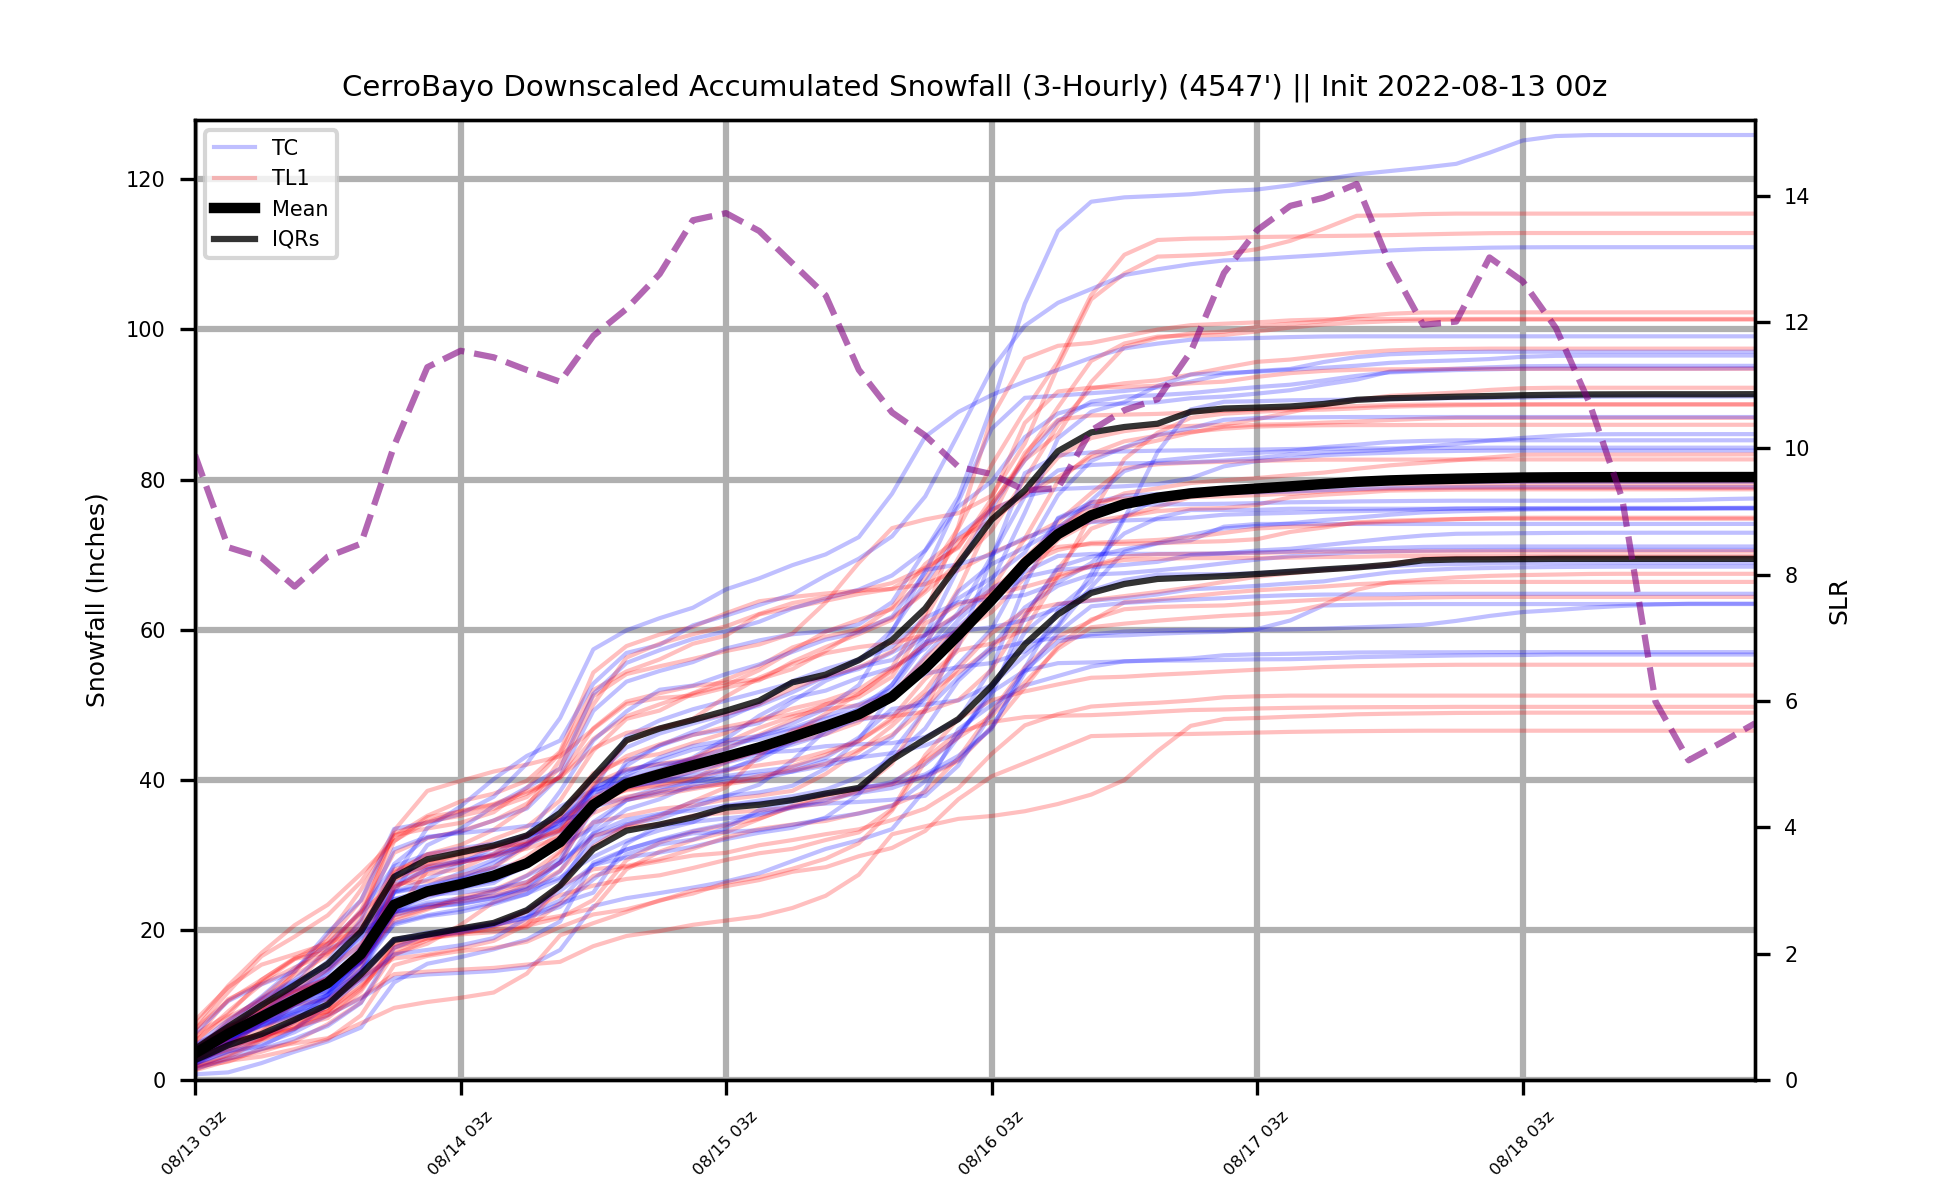 CerroBayo Downscaled Accumulated Snowfall (3-Hourly) (4547') || Init 2022-08-13 00z
TC
TL1
Mean
IQRs
Snowfall (Inches)
120
100
80
60
40
20
0
14
12
10
8
6
4
2
0
SLR
08/13 03z
08/14 03z
08/15 03z
08/16 03z
08/17 03z
08/18 03z